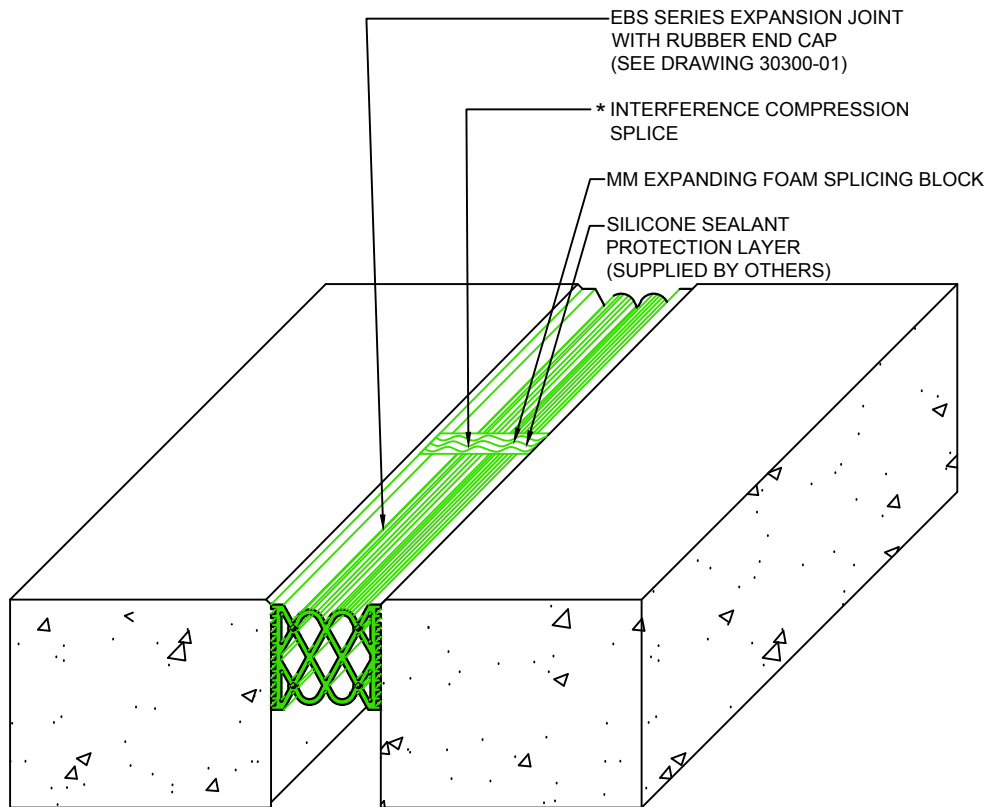 EBS SERIES EXPANSION JOINT
WITH RUBBER END CAP
(SEE DRAWING 30300-01)
* INTERFERENCE COMPRESSION
SPLICE
MM EXPANDING FOAM SPLICING BLOCK
SILICONE SEALANT
PROTECTION LAYER
(SUPPLIED BY OTHERS)